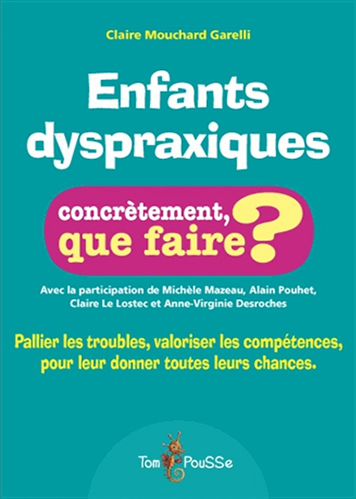 Claire Mouchard Garelli
Enfants
dyspraxiques
concrètement,
que faire ?
Avec la participation de Michèle Mazeau, Alain Pouhet,
Claire Le Lostec et Anne-Virginie Desroches
Pallier les troubles, valoriser les compétences,
pour leur donner toutes leurs chances.
Tom PouSSe